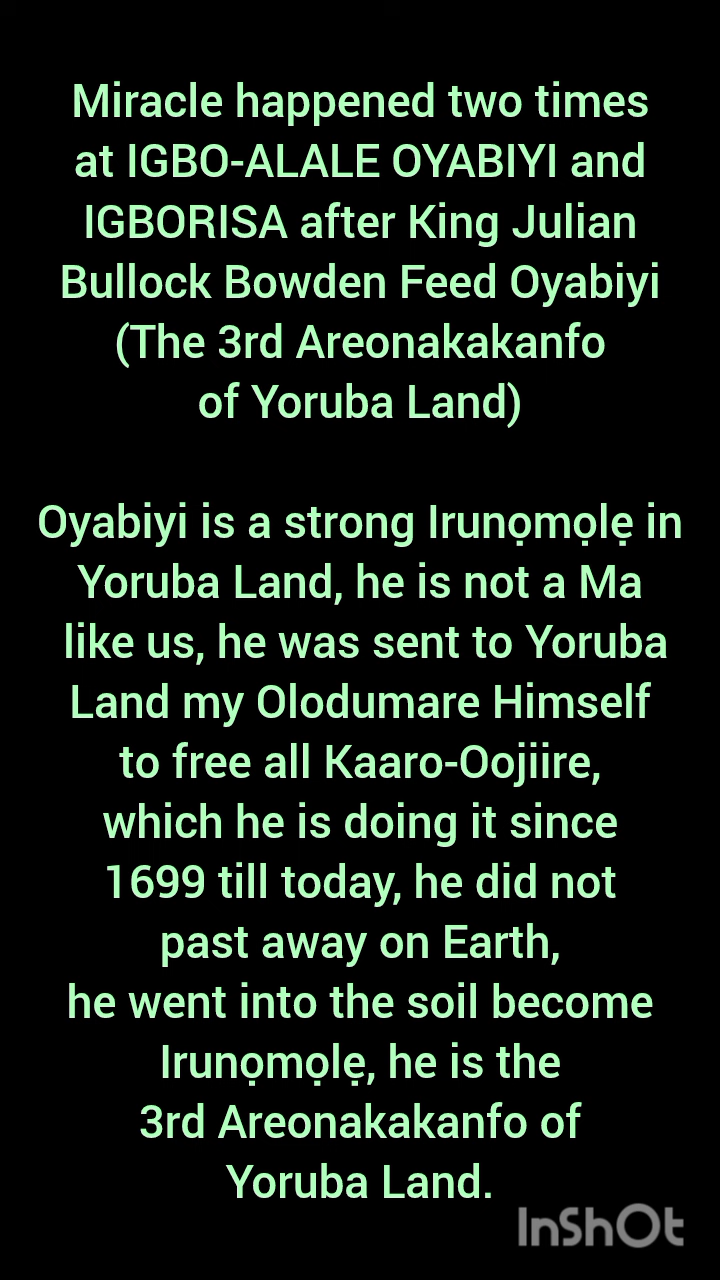 Miracle happened two times
at IGBO-ALALE OYABIYI and
IGBORISA after King Julian
Bullock Bowden Feed Oyabiyi
(The 3rd Areonakakanfo
of Yoruba Land)
Oyabiyi is a strong Irunọmọlẹ in
Yoruba Land, he is not a Ma
like us, he was sent to Yoruba
Land my Olodumare Himself
to free all Kaaro-Oojiire,
which he is doing it since
1699 till today, he did not
past away on Earth,
he went into the soil become
Irunọmọlẹ, he is the
3rd Areonakakanfo of
Yoruba Land.
InShOt